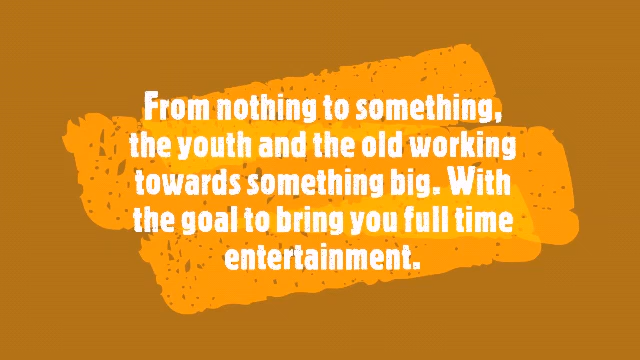 From nothing to something,
the youth and the old working
towards something big. With
the goal to bring you full time
entertainment.